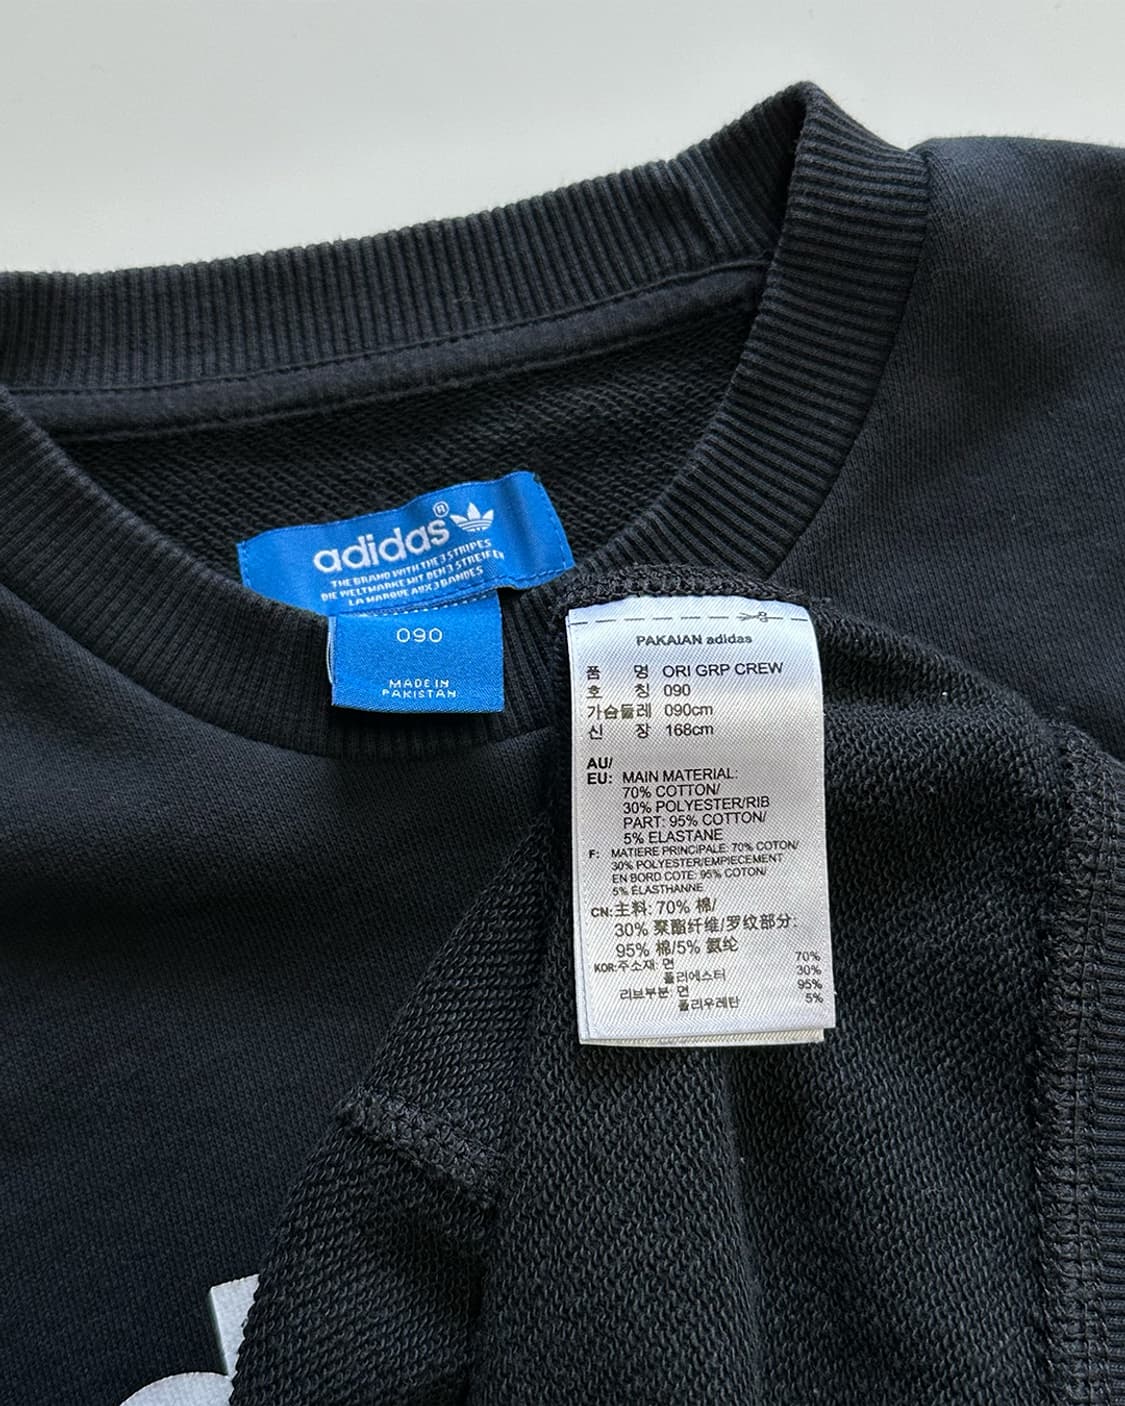 adidas®
THE BRAND WITH THE 3 STRIPES
DIE WELTMARKE MIT DEN 3 STREIFEN
LA MARQUE AUX 3 BANDES
090
MADE IN
PAKISTAN
PAKAIAN adidas
품 명 ORI GRP CREW
호 칭 090
가슴둘레 090cm
신 장 168cm
AU/
EU: MAIN MATERIAL:
70% COTTON/
30% POLYESTER/RIB
PART: 95% COTTON/
5% ELASTANE
F: MATIERE PRINCIPALE: 70% COTON/
30% POLYESTER/EMPIECEMENT
EN BORD COTE: 95% COTON/
5% ÉLASTHANNE
CN:主料: 70% 棉/
30% 聚酯纤维/罗纹部分:
95% 棉/5% 氨纶
KOR:주소재: 면 70%
폴리에스터 30%
리브부분: 면 95%
폴리우레탄 5%